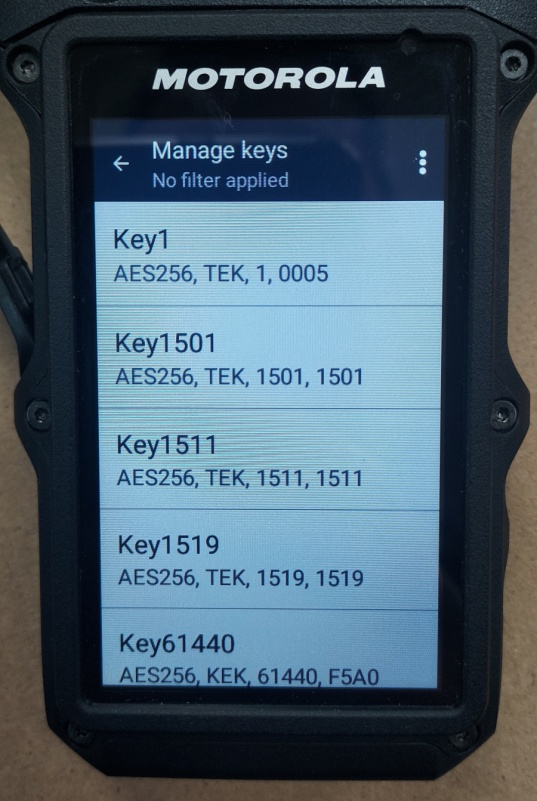 MOTOROLA
Manage keys
No filter applied
Key1
AES256, TEK, 1, 0005
Key1501
AES256, TEK, 1501, 1501
Key1511
AES256, TEK, 1511, 1511
Key1519
AES256, TEK, 1519, 1519
Key61440
AES256, KEK, 61440, F5A0